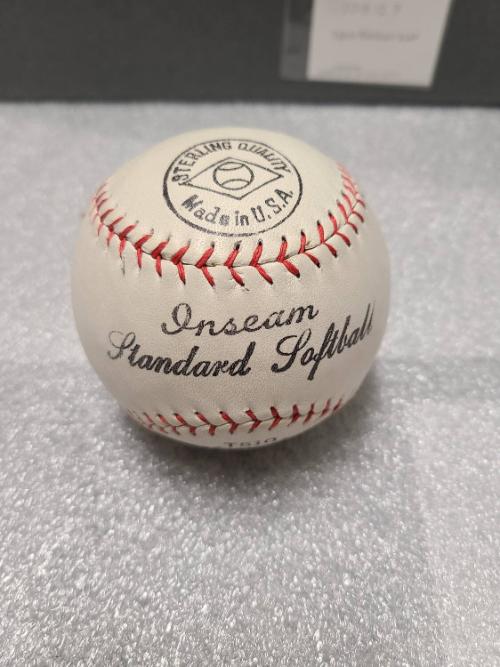 STERLING QUALITY
Made in U.S.A.
Inseam
Standard Softball